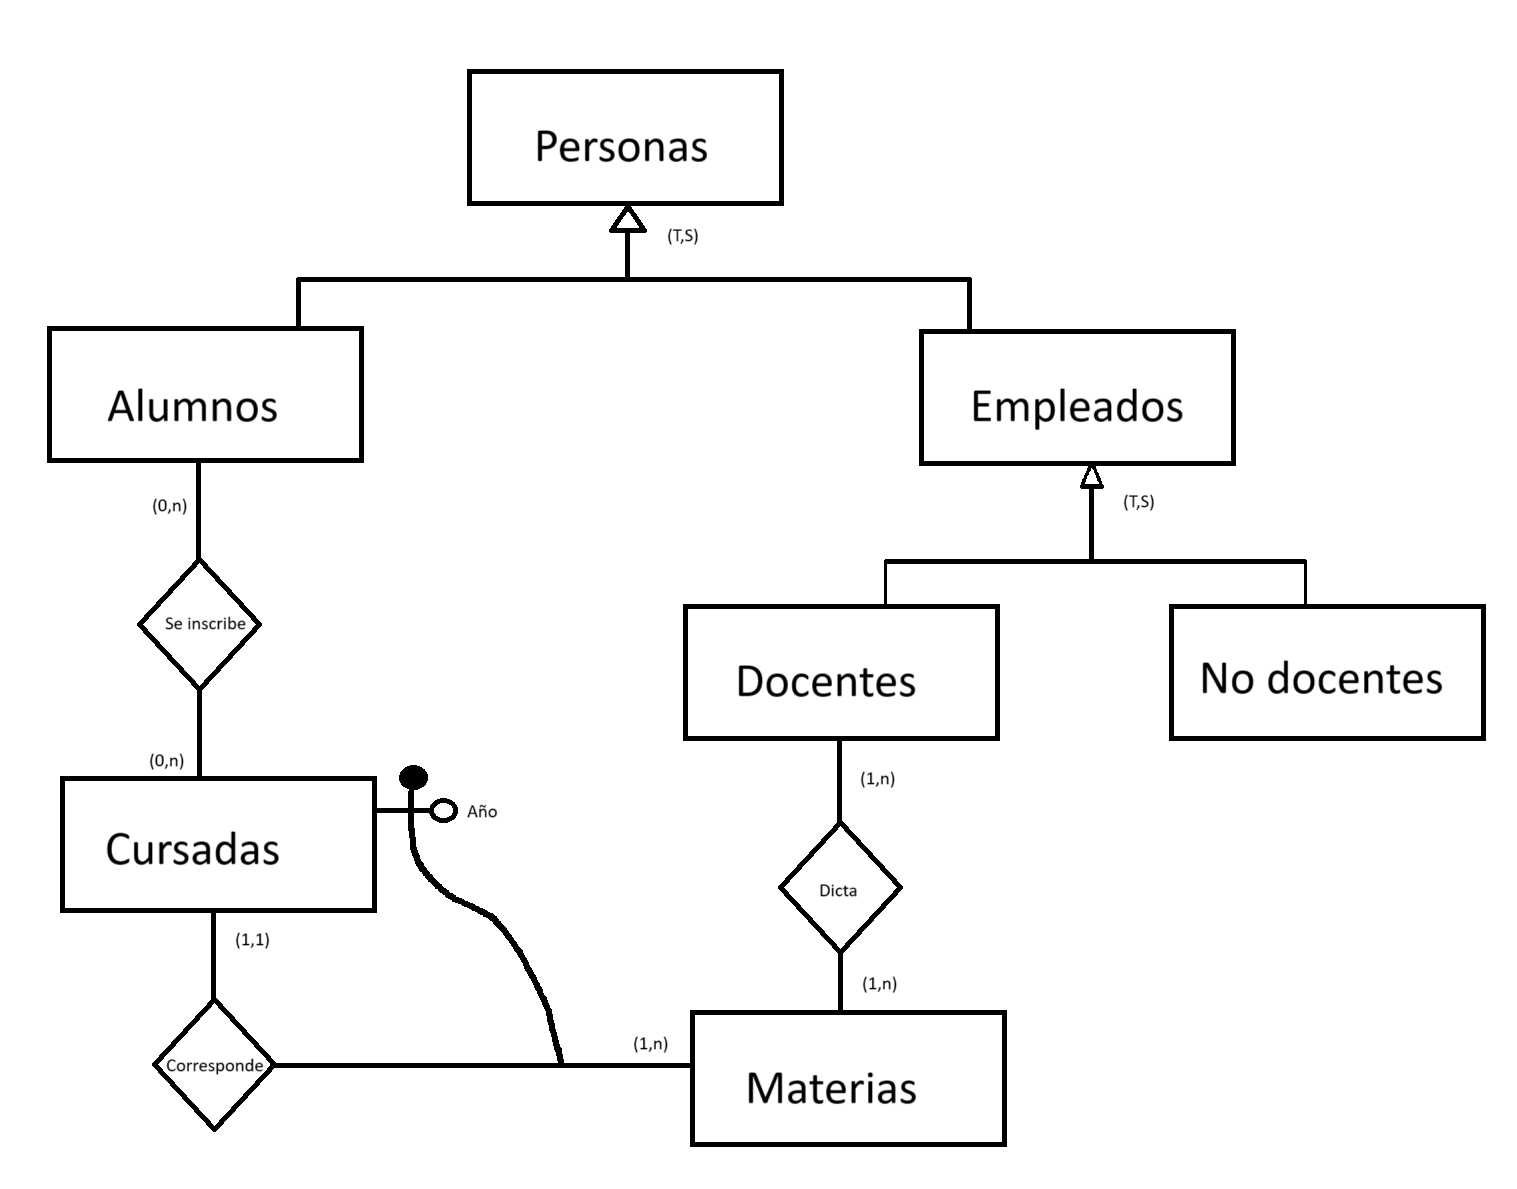 Personas
(T,S)
Alumnos
Empleados
(0,n)
(T,S)
Se inscribe
Docentes
No docentes
(0,n)
(1,n)
Año
Cursadas
Dicta
(1,1)
(1,n)
(1,n)
Corresponde
Materias